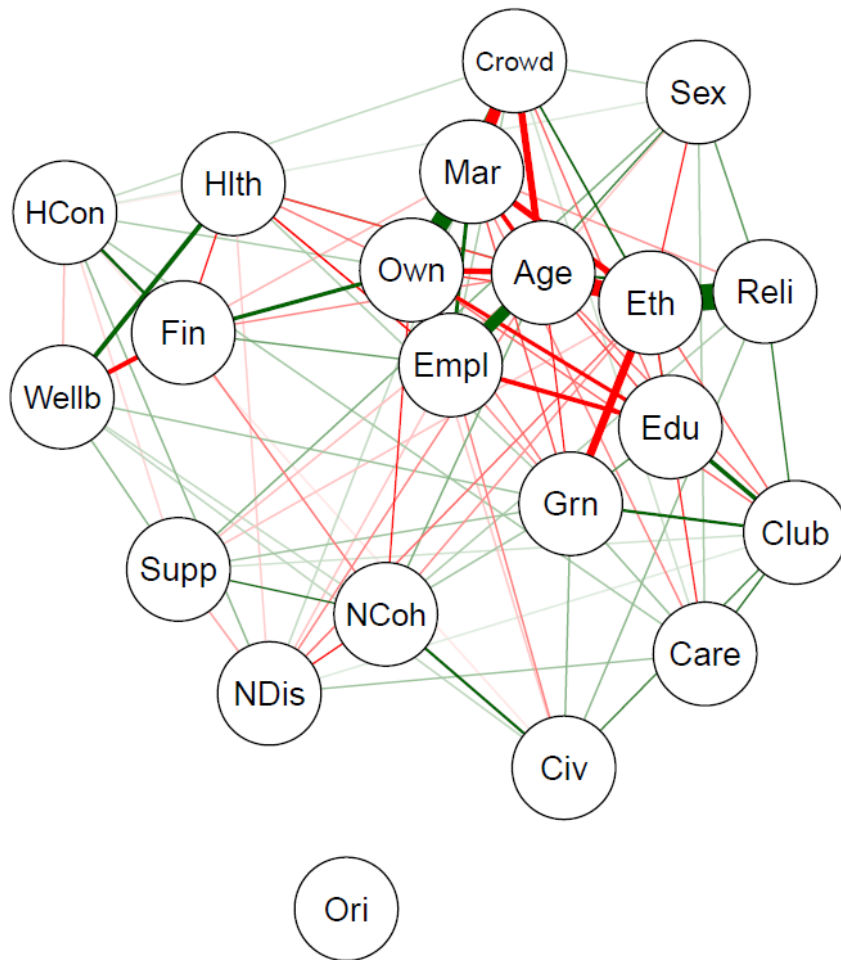 Crowd
Sex
Mar
Hlth
HCon
Own
Age
Eth
Reli
Fin
Empl
Wellb
Edu
Grn
Club
Supp
NCoh
Care
NDis
Civ
Ori